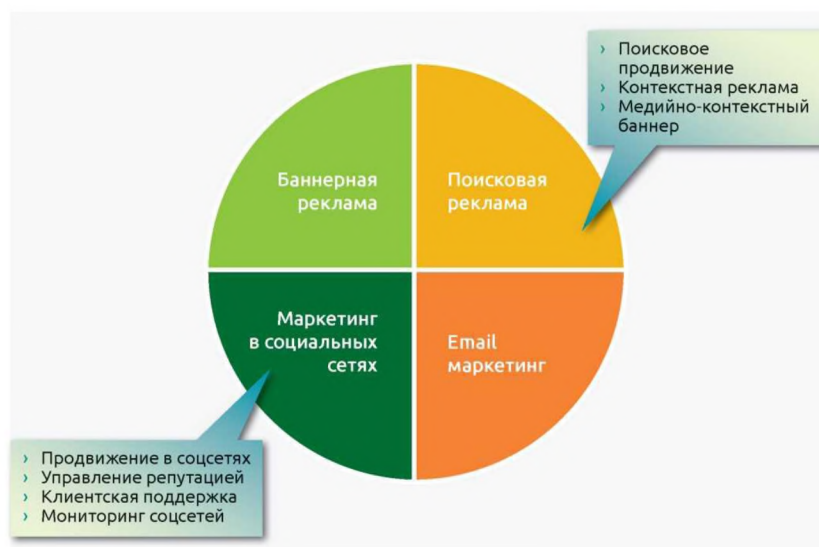 › Поисковое
продвижение
› Контекстная реклама
› Медийно-контекстный
баннер
Баннерная
реклама
Поисковая
реклама
Маркетинг
в социальных
сетях
Email
маркетинг
› Продвижение в соцсетях
› Управление репутацией
› Клиентская поддержка
› Мониторинг соцсетей